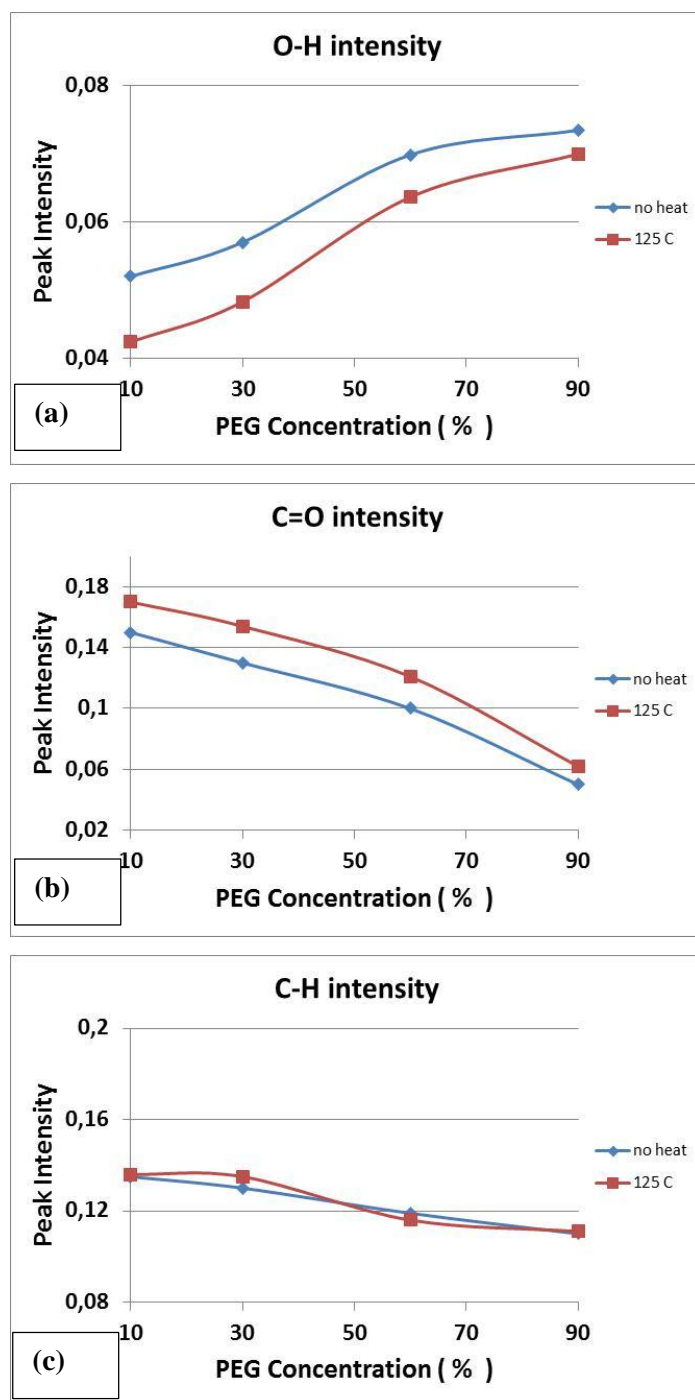 O-H intensity
0,08
0,06
0,04
Peak Intensity
10 30 50 70 90
PEG Concentration ( % )
no heat
125 C
(a)
C=O intensity
0,18
0,14
0,1
0,06
0,02
Peak Intensity
10 30 50 70 90
PEG Concentration ( % )
no heat
125 C
(b)
C-H intensity
0,2
0,16
0,12
0,08
Peak Intensity
10 30 50 70 90
PEG Concentration ( % )
no heat
125 C
(c)